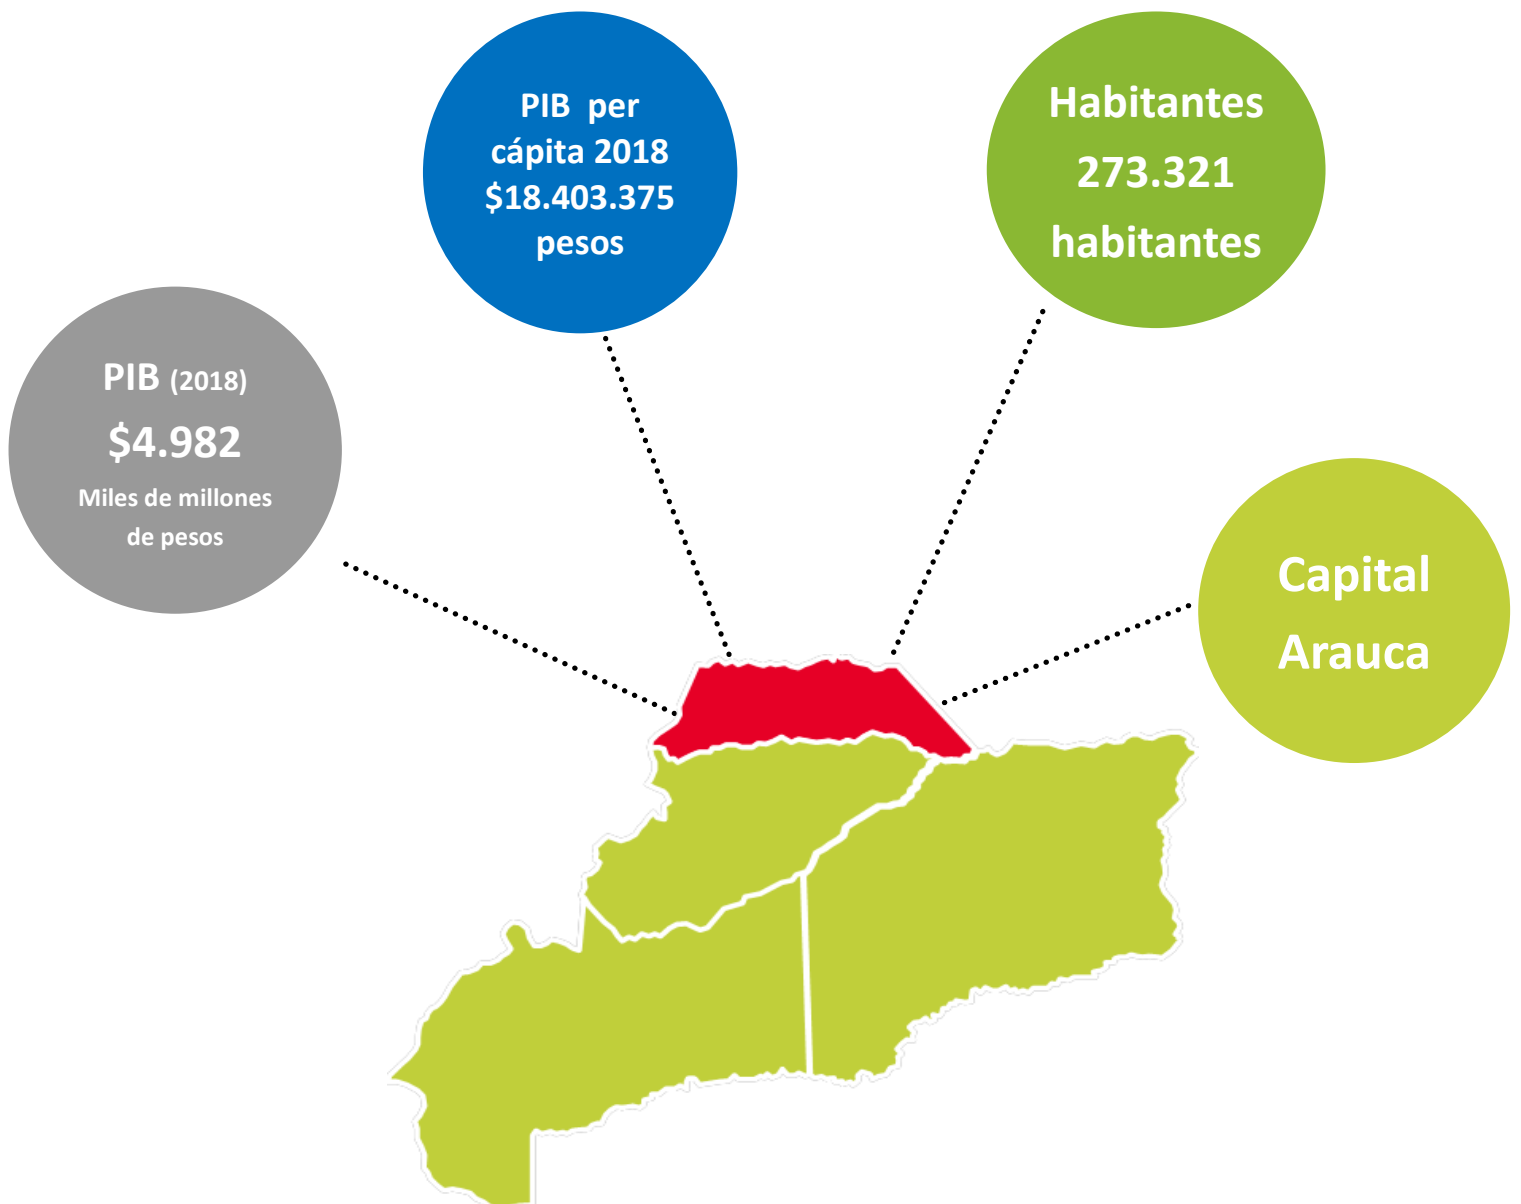 PIB per
cápita 2018
$18.403.375
pesos
Habitantes
273.321
habitantes
PIB (2018)
$4.982
Miles de millones
de pesos
Capital
Arauca